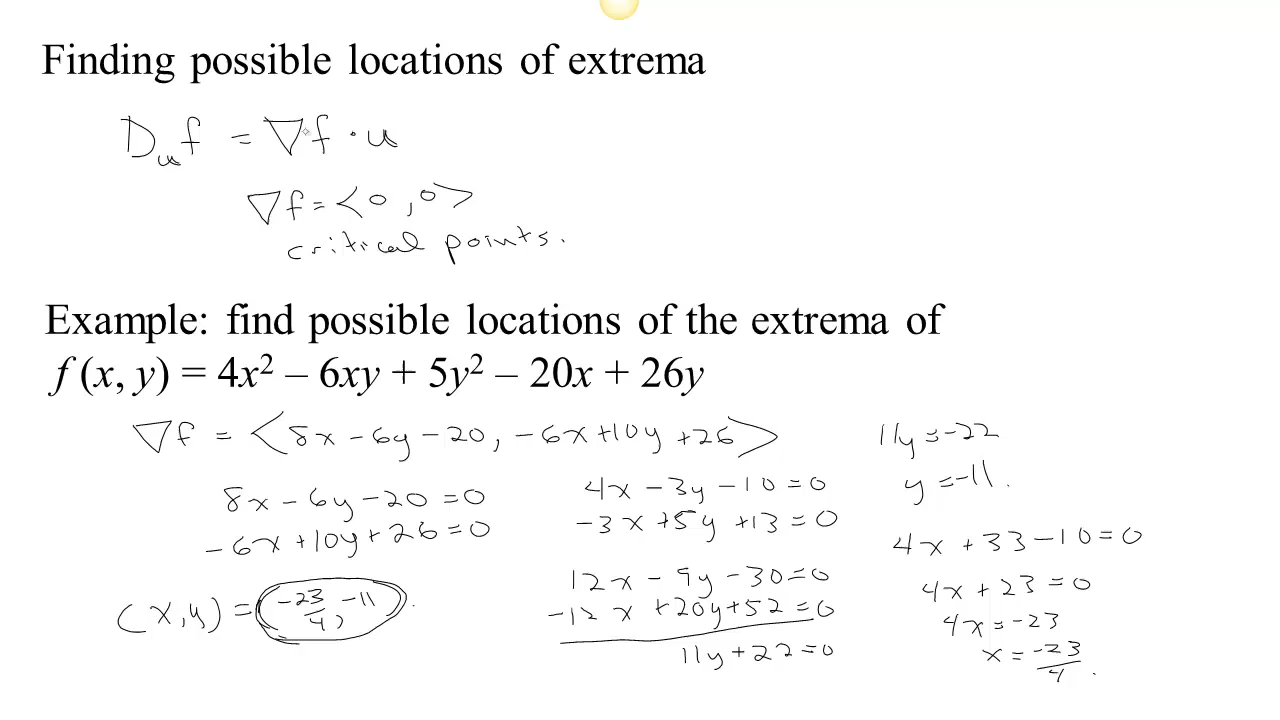 Finding possible locations of extrema
Dᵤf = ∇f · u
∇f = <0, 0>
critical points.
Example: find possible locations of the extrema of
f (x, y) = 4x² – 6xy + 5y² – 20x + 26y
∇f = <8x - 6y - 20, -6x + 10y + 26>
8x - 6y - 20 = 0
-6x + 10y + 26 = 0
(x, y) = -23/4, -11
4x - 3y - 10 = 0
-3x + 5y + 13 = 0
12x - 9y - 30 = 0
-12x + 20y + 52 = 0
11y + 22 = 0
11y = -22
y = -11.
4x + 33 - 10 = 0
4x + 23 = 0
4x = -23
x = -23/4.